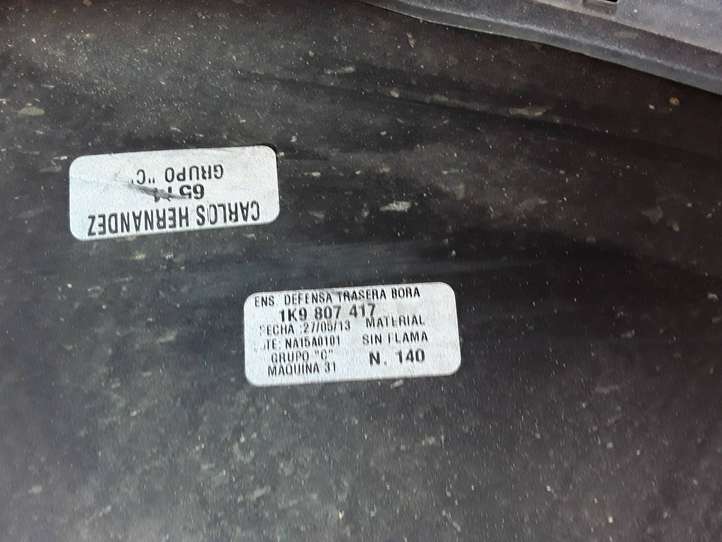 CARLOS HERNANDEZ
GRUPO "C"
ENS. DEFENSA TRASERA BORA
1K9 807 417
FECHA :27/05/13 MATERIAL
NA15A0101 SIN FLAMA
GRUPO "C" N. 140
MAQUINA 31